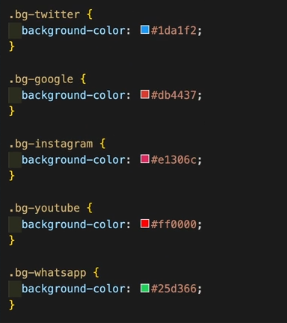 .bg-twitter {
  background-color: #1da1f2;
}
.bg-google {
  background-color: #db4437;
}
.bg-instagram {
  background-color: #e1306c;
}
.bg-youtube {
  background-color: #ff0000;
}
.bg-whatsapp {
  background-color: #25d366;
}